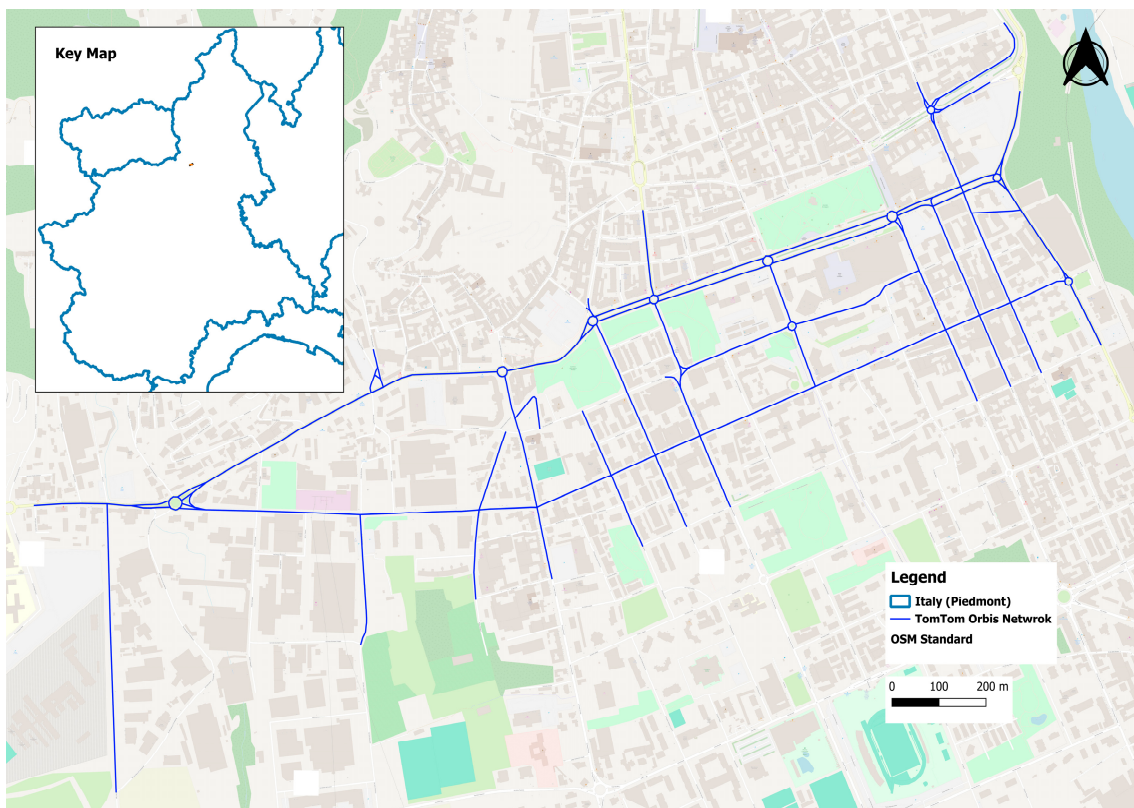 Key Map
Legend
Italy (Piedmont)
TomTom Orbis Netwrok
OSM Standard
0 100 200 m